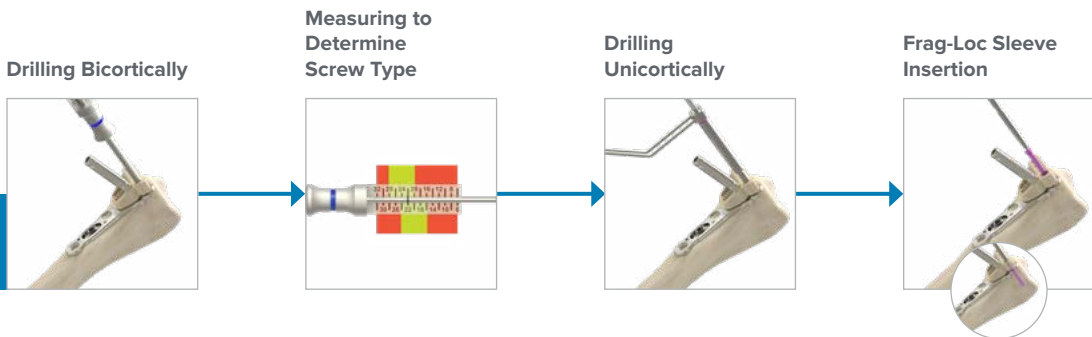 Drilling Bicortically
Measuring to
Determine
Screw Type
Drilling
Unicortically
Frag-Loc Sleeve
Insertion